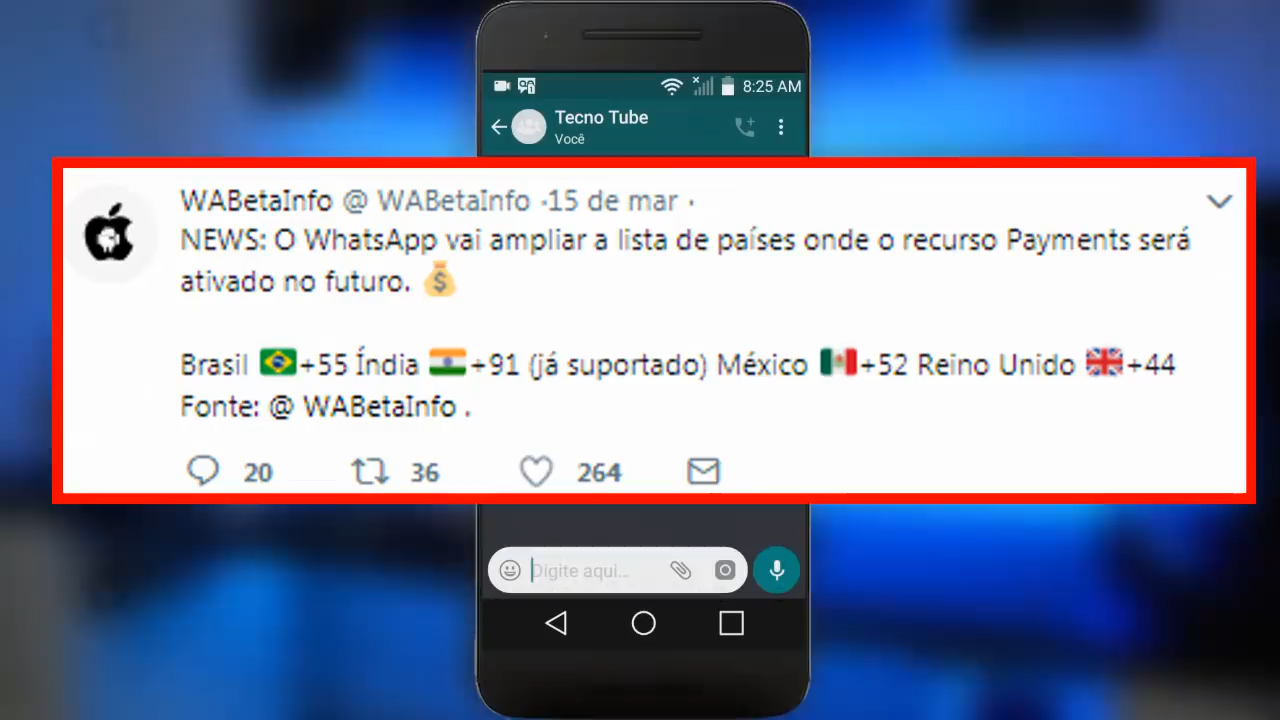 8:25 AM
Tecno Tube
Você
WABetaInfo @ WABetaInfo ·15 de mar ·
NEWS: O WhatsApp vai ampliar a lista de países onde o recurso Payments será
ativado no futuro. 💰
Brasil 🇧🇷+55 Índia 🇮🇳+91 (já suportado) México 🇲🇽+52 Reino Unido 🇬🇧+44
Fonte: @ WABetaInfo .
20 36 264
Digite aqui...